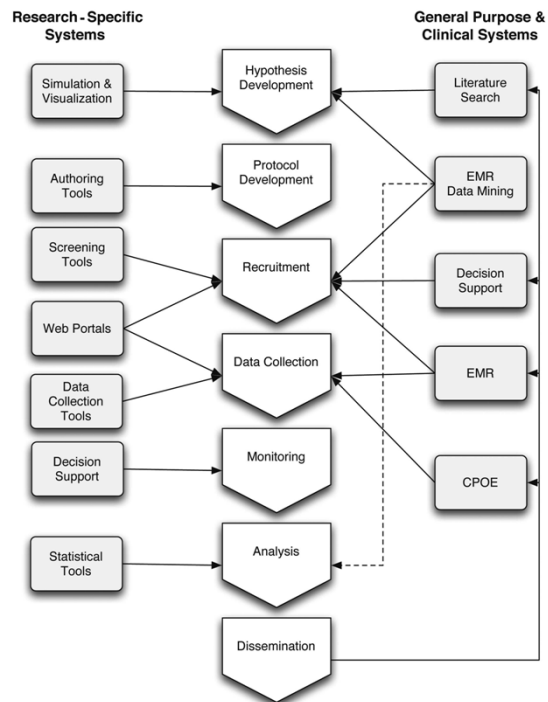 Research - Specific
Systems
General Purpose &
Clinical Systems
Simulation &
Visualization
Hypothesis
Development
Literature
Search
Authoring
Tools
Protocol
Development
EMR
Data Mining
Screening
Tools
Recruitment
Decision
Support
Web Portals
Data Collection
EMR
Data
Collection
Tools
Decision
Support
Monitoring
CPOE
Statistical
Tools
Analysis
Dissemination